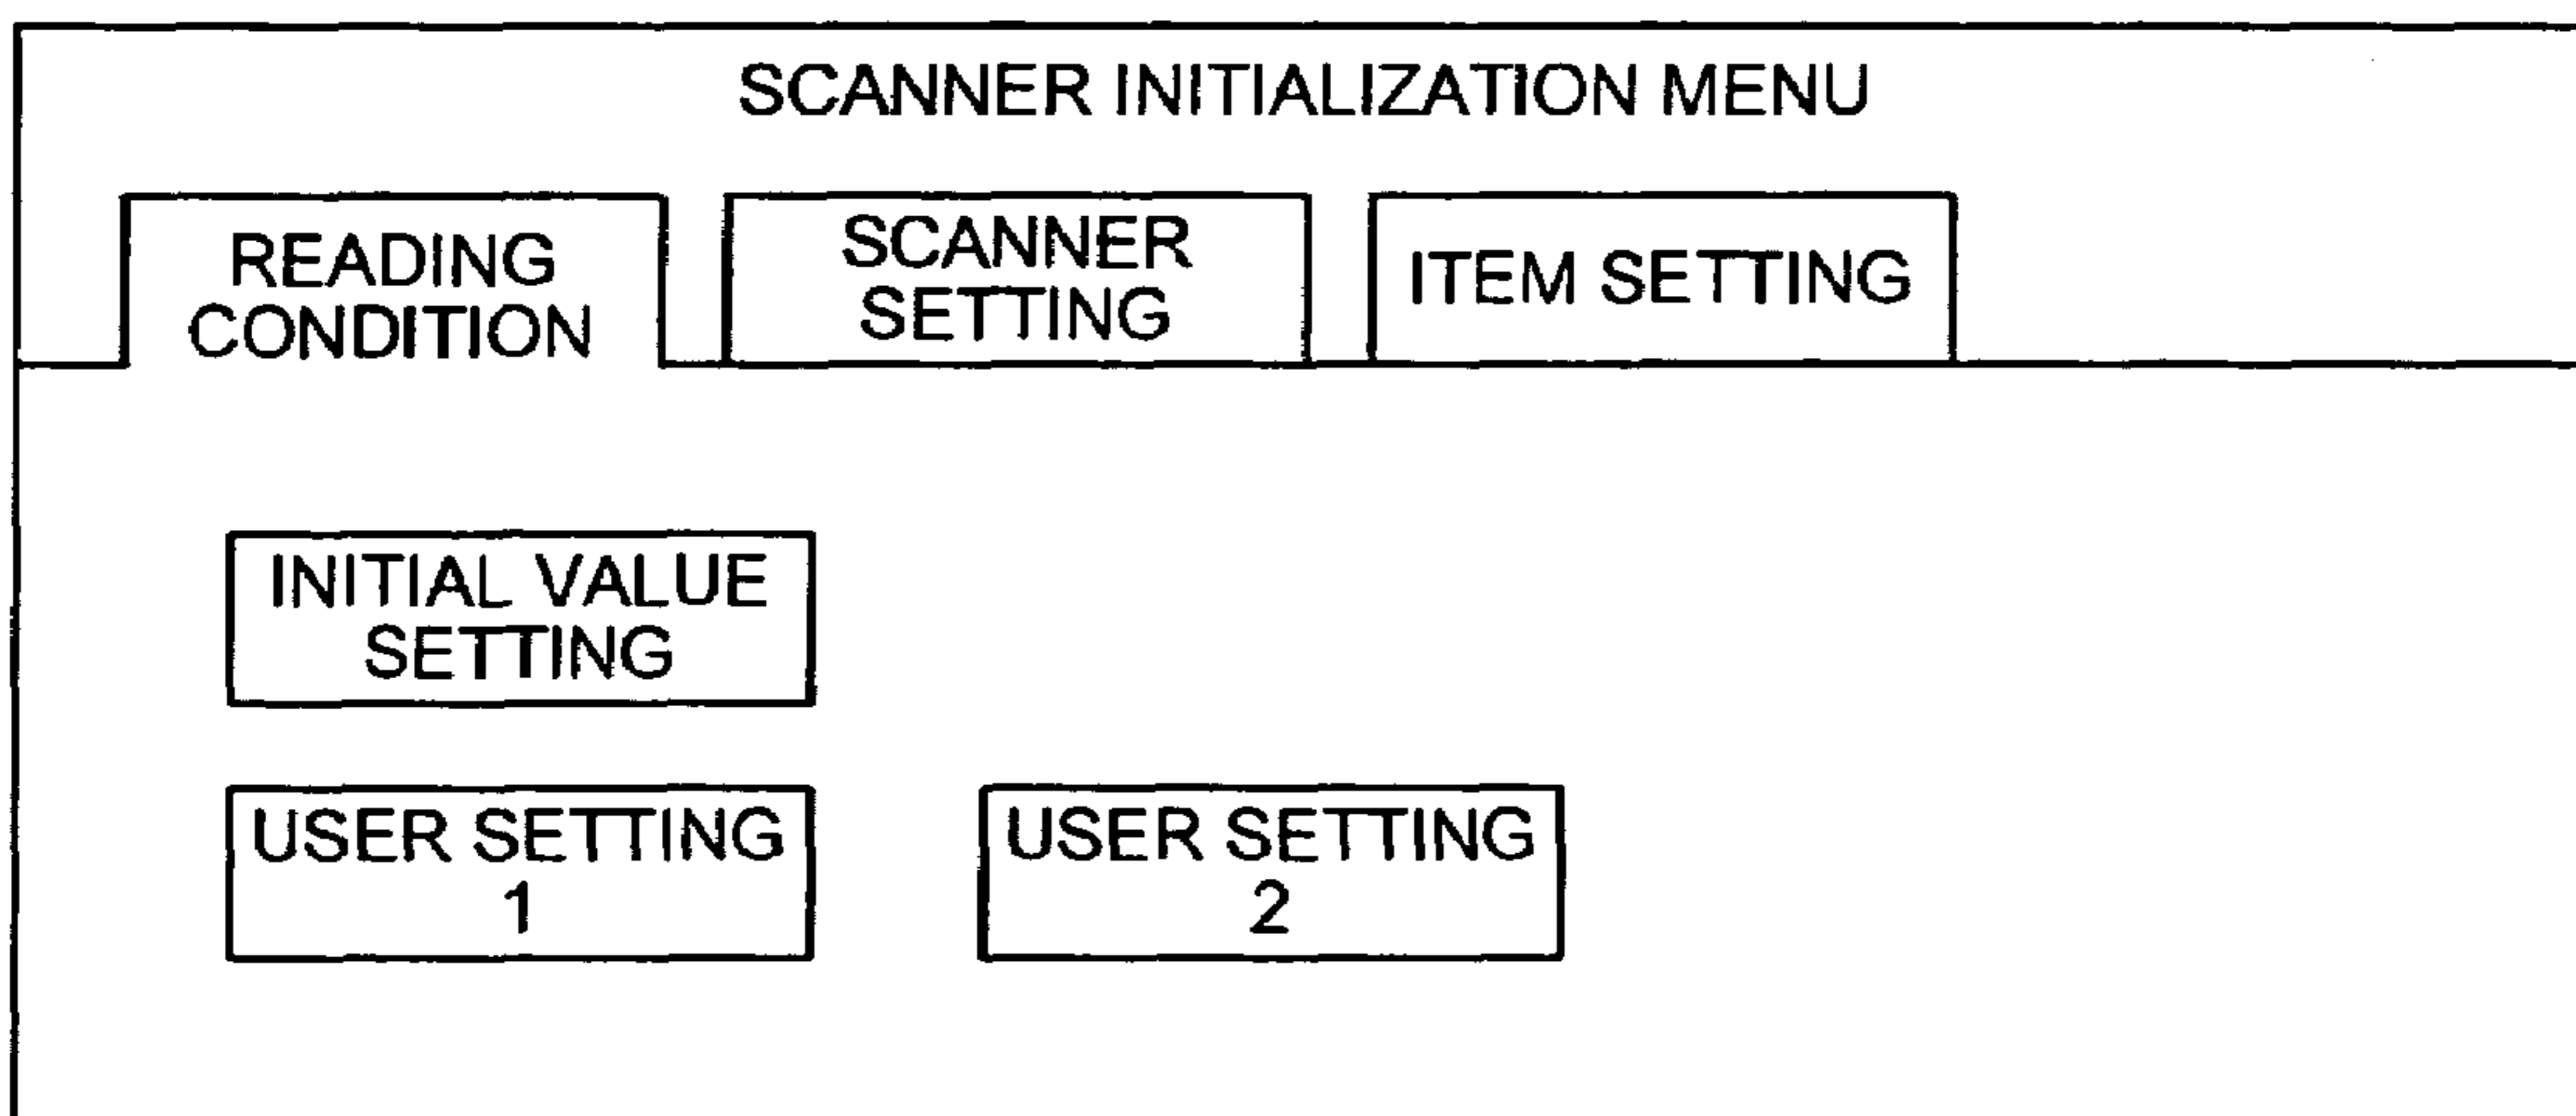 SCANNER INITIALIZATION MENU
READING
CONDITION
SCANNER
SETTING
ITEM SETTING
INITIAL VALUE
SETTING
USER SETTING
1
USER SETTING
2